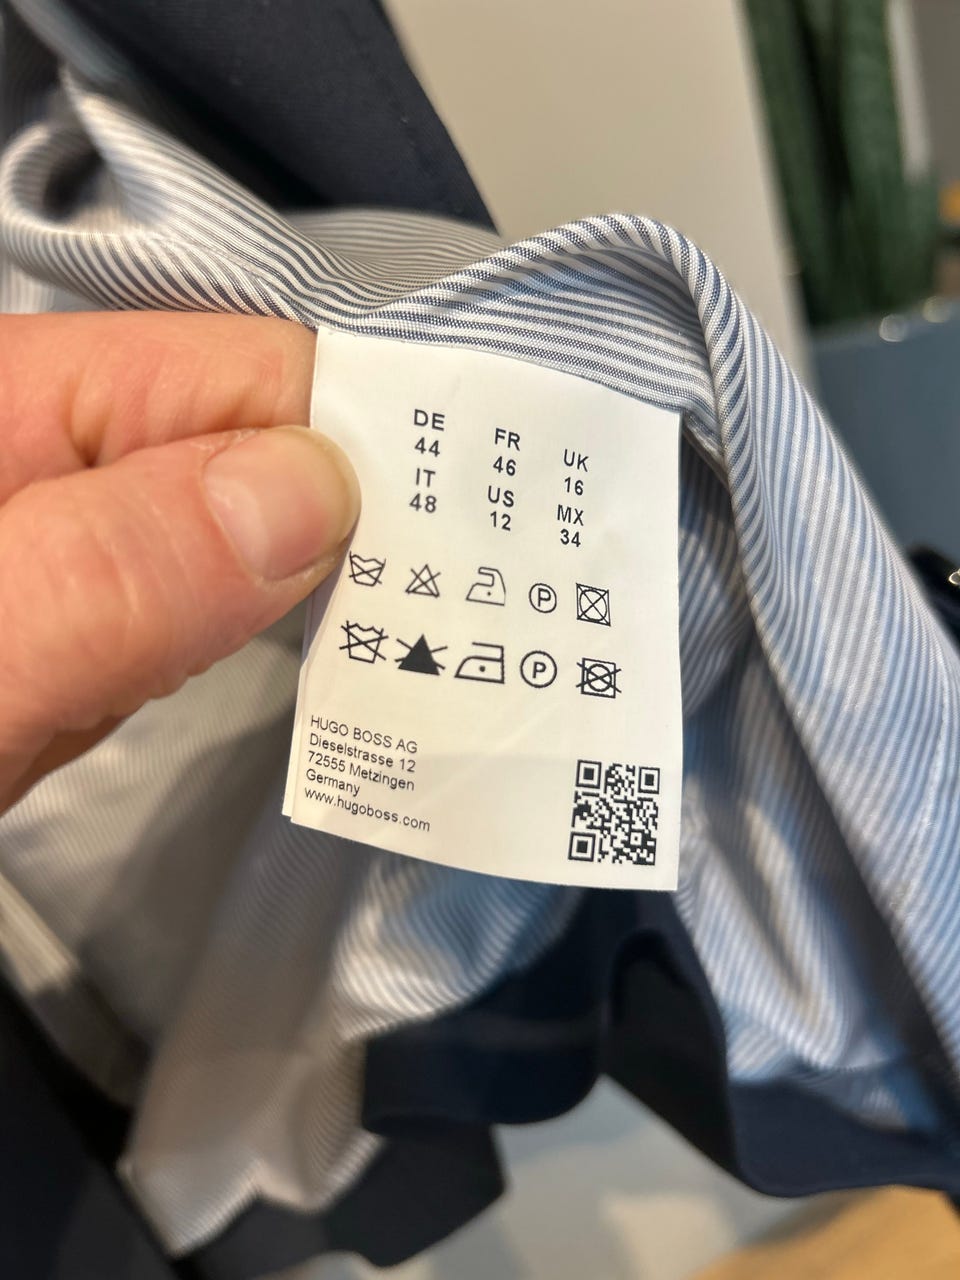 DE FR UK
44 46 16
IT US MX
48 12 34
P
P
HUGO BOSS AG
Dieselstrasse 12
72555 Metzingen
Germany
www.hugoboss.com